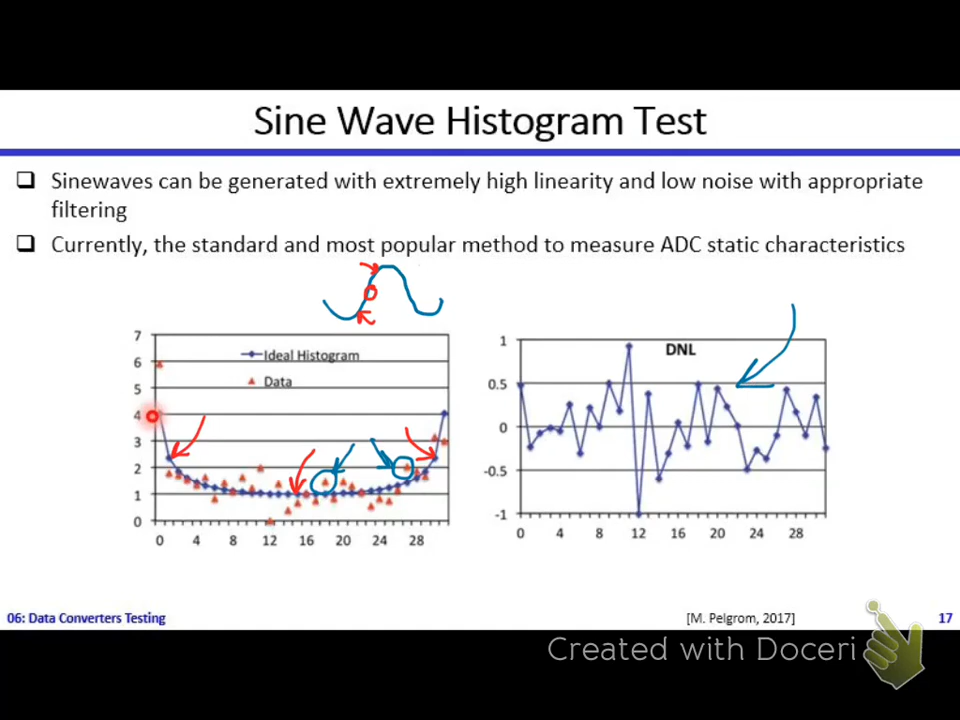 Sine Wave Histogram Test
❑ Sinewaves can be generated with extremely high linearity and low noise with appropriate
filtering
❑ Currently, the standard and most popular method to measure ADC static characteristics
7
6
5
4
3
2
1
0
Ideal Histogram
Data
0 4 8 12 16 20 24 28
DNL
1
0.5
0
-0.5
-1
0 4 8 12 16 20 24 28
06: Data Converters Testing
[M. Pelgrom, 2017]
17
Created with Doceri